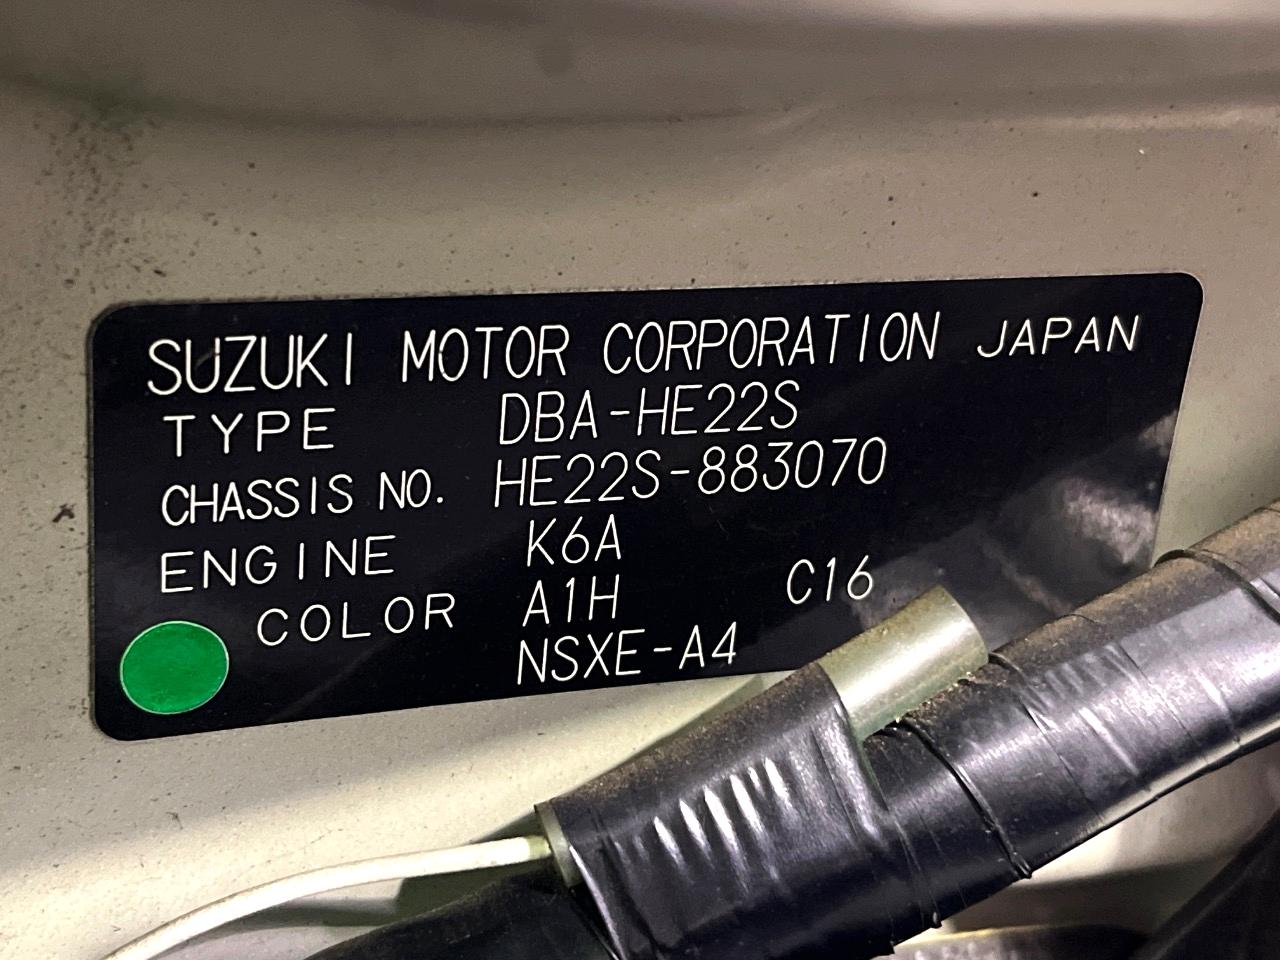 SUZUKI MOTOR CORPORATION JAPAN
TYPE DBA-HE22S
CHASSIS NO. HE22S-883070
ENGINE K6A
COLOR A1H C16
NSXE-A4